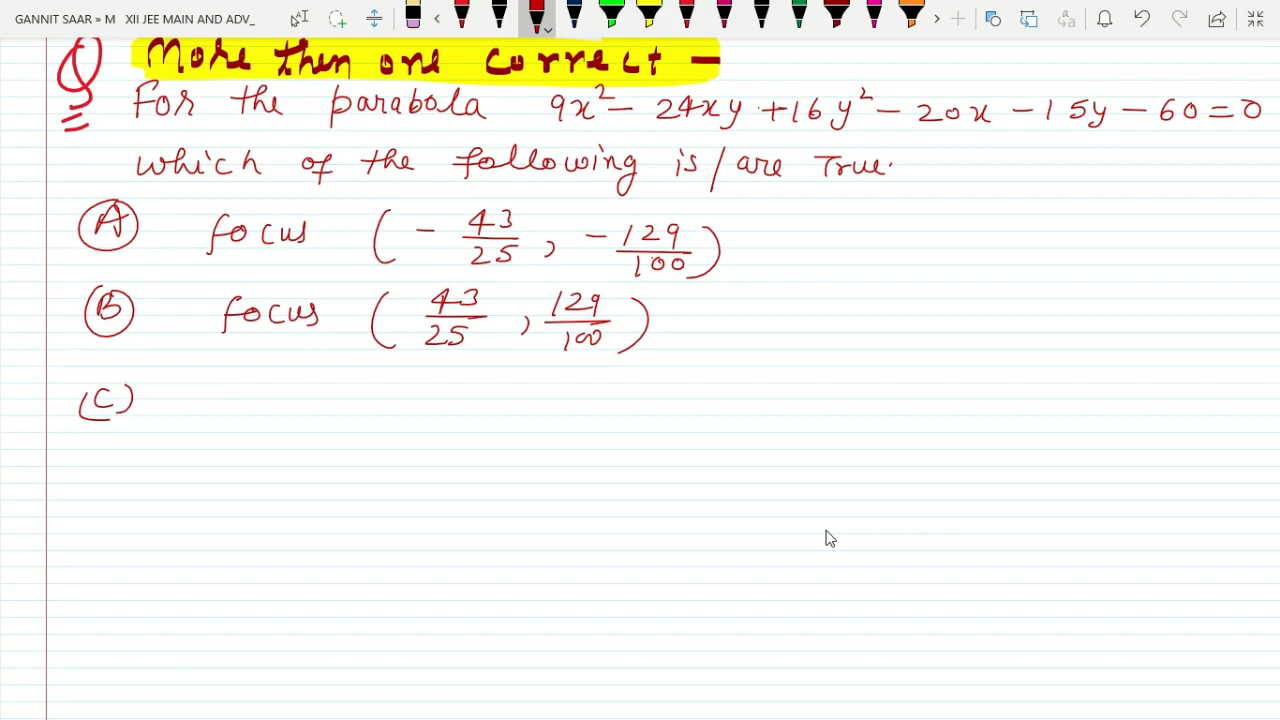 GANNIT SAAR » M XII JEE MAIN AND ADV_
Q More then one correct -
For the parabola 9x² - 24xy + 16y² - 20x - 15y - 60 = 0
which of the following is/are True.
(A) focus ( - 43/25 , - 129/100 )
(B) focus ( 43/25 , 129/100 )
(C)